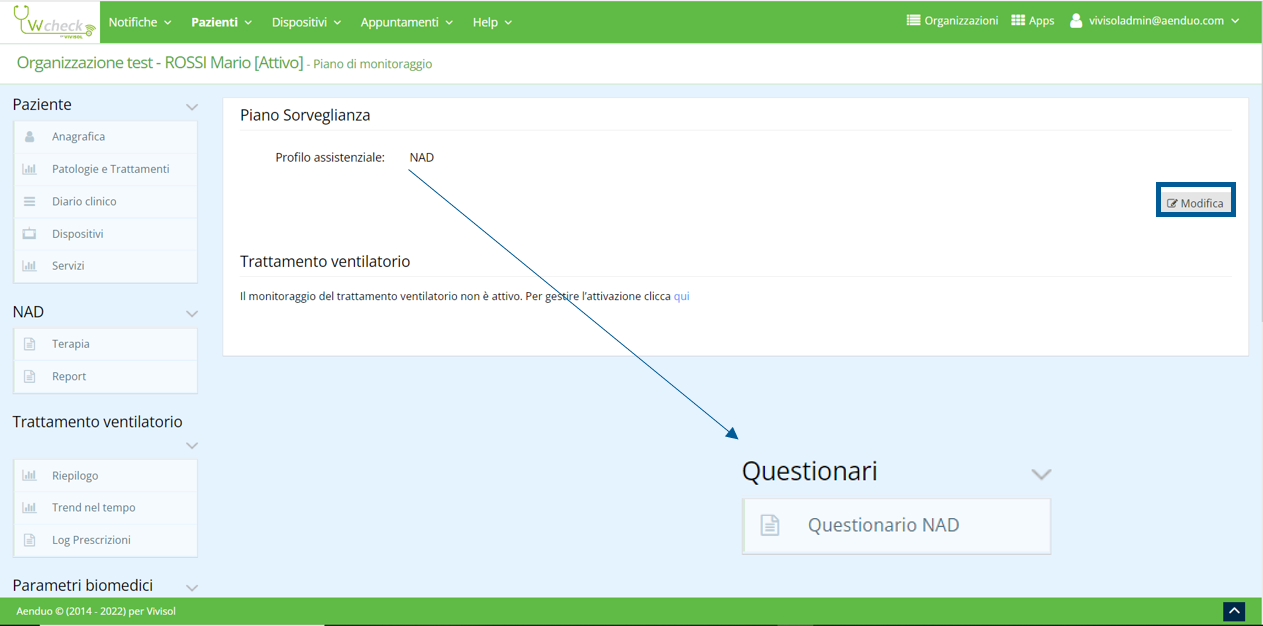 Wcheck
by VIVISOL
Notifiche
Pazienti
Dispositivi
Appuntamenti
Help
Organizzazioni
Apps
vivisoladmin@aenduo.com
Organizzazione test - ROSSI Mario [Attivo] - Piano di monitoraggio
Paziente
Anagrafica
Patologie e Trattamenti
Diario clinico
Dispositivi
Servizi
NAD
Terapia
Report
Trattamento ventilatorio
Riepilogo
Trend nel tempo
Log Prescrizioni
Parametri biomedici
Piano Sorveglianza
Profilo assistenziale: NAD
Modifica
Trattamento ventilatorio
Il monitoraggio del trattamento ventilatorio non è attivo. Per gestire l'attivazione clicca qui
Questionari
Questionario NAD
Aenduo © (2014 - 2022) per Vivisol